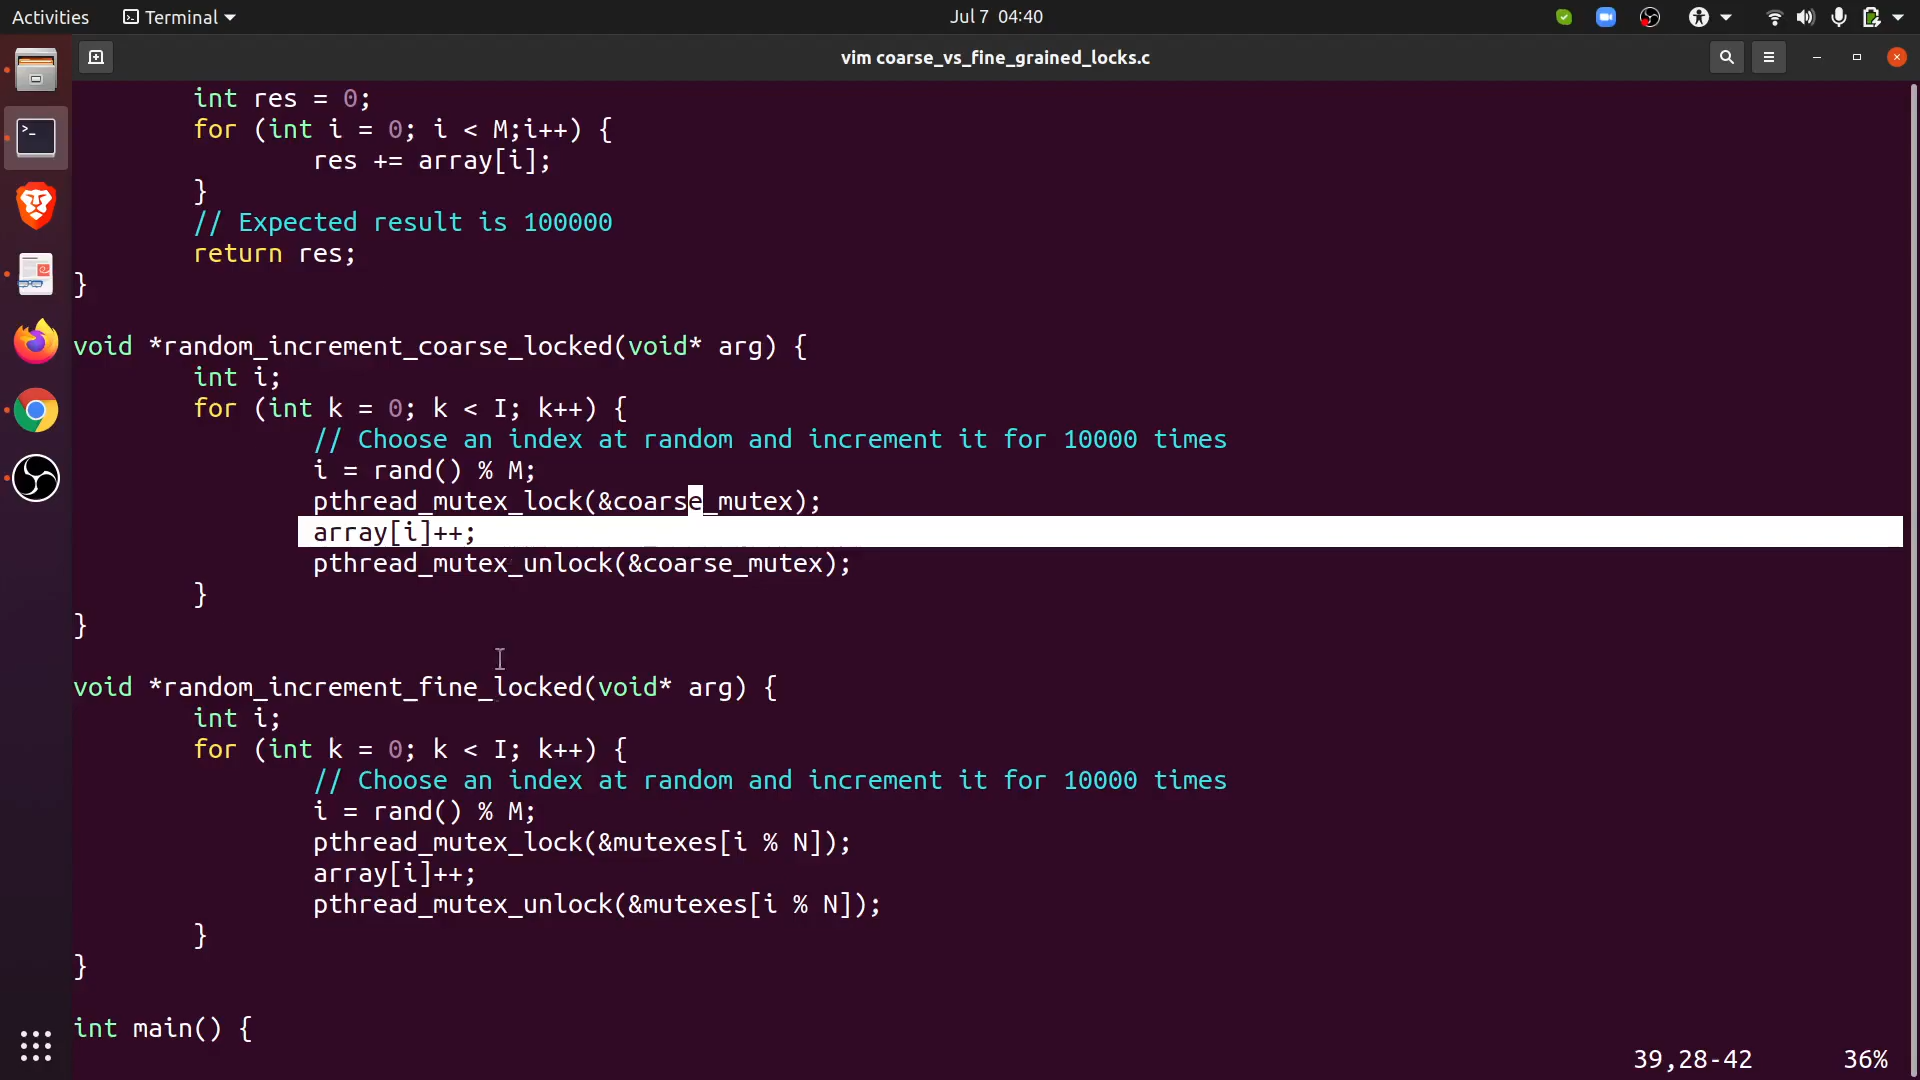 Activities Terminal Jul 7 04:40
vim coarse_vs_fine_grained_locks.c
int res = 0;
for (int i = 0; i < M;i++) {
res += array[i];
}
// Expected result is 100000
return res;
}
void *random_increment_coarse_locked(void* arg) {
int i;
for (int k = 0; k < I; k++) {
// Choose an index at random and increment it for 10000 times
i = rand() % M;
pthread_mutex_lock(&coarse_mutex);
array[i]++;
pthread_mutex_unlock(&coarse_mutex);
}
}
void *random_increment_fine_locked(void* arg) {
int i;
for (int k = 0; k < I; k++) {
// Choose an index at random and increment it for 10000 times
i = rand() % M;
pthread_mutex_lock(&mutexes[i % N]);
array[i]++;
pthread_mutex_unlock(&mutexes[i % N]);
}
}
int main() {
39,28-42 36%